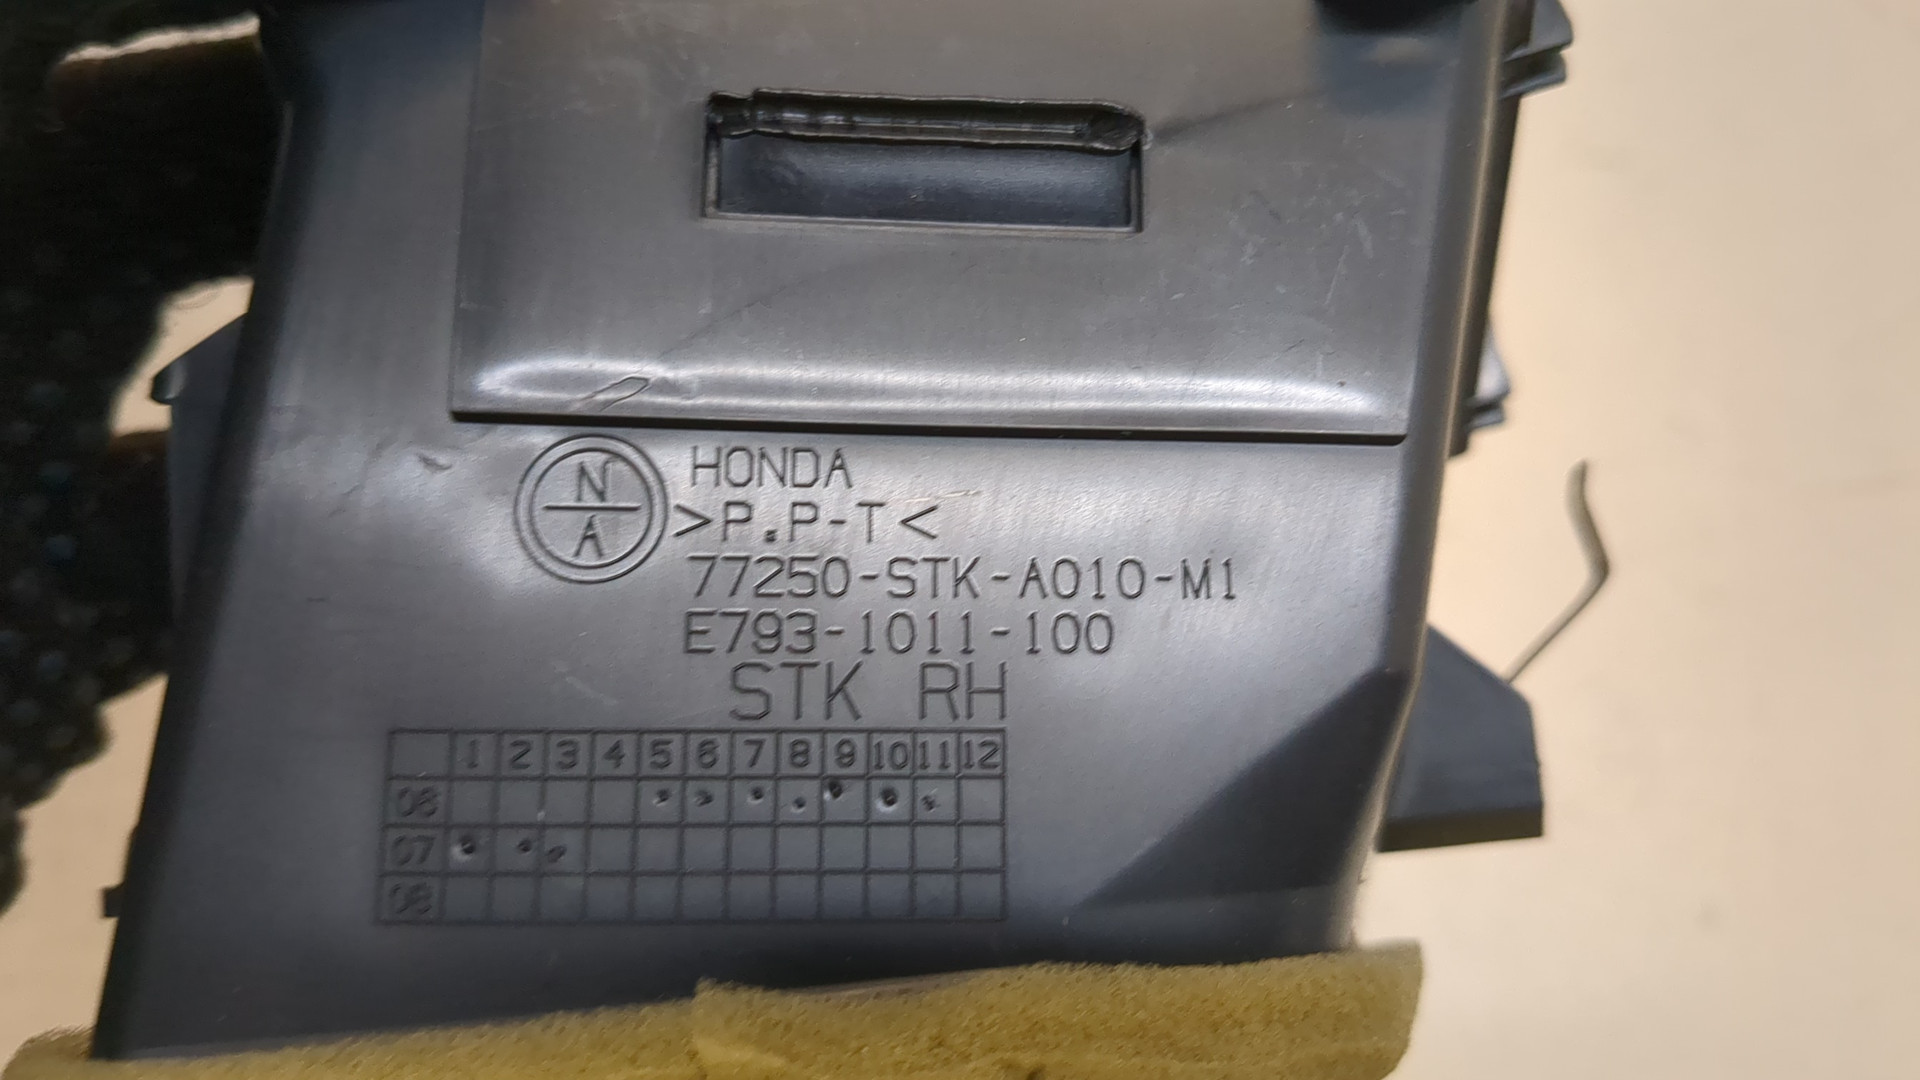 N
A
HONDA
>P.P-T<
77250-STK-A010-M1
E793-1011-100
STK RH
1 2 3 4 5 6 7 8 9 10 11 12
06
07
08